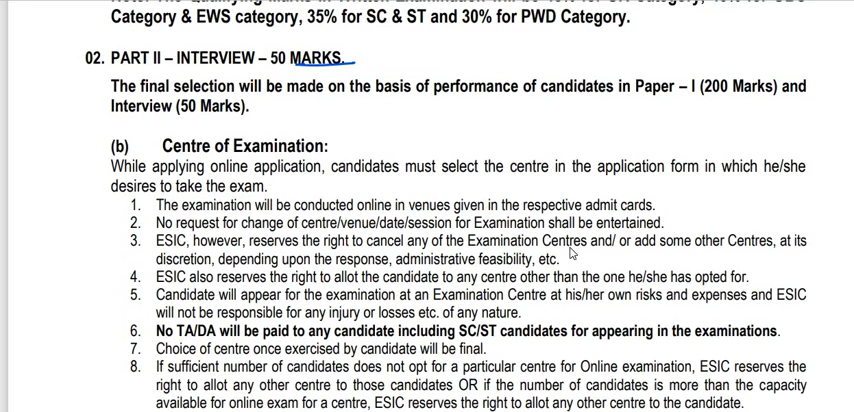 Category & EWS category, 35% for SC & ST and 30% for PWD Category.
02. PART II – INTERVIEW – 50 MARKS.
The final selection will be made on the basis of performance of candidates in Paper – I (200 Marks) and
Interview (50 Marks).
(b) Centre of Examination:
While applying online application, candidates must select the centre in the application form in which he/she
desires to take the exam.
1. The examination will be conducted online in venues given in the respective admit cards.
2. No request for change of centre/venue/date/session for Examination shall be entertained.
3. ESIC, however, reserves the right to cancel any of the Examination Centres and/ or add some other Centres, at its
discretion, depending upon the response, administrative feasibility, etc.
4. ESIC also reserves the right to allot the candidate to any centre other than the one he/she has opted for.
5. Candidate will appear for the examination at an Examination Centre at his/her own risks and expenses and ESIC
will not be responsible for any injury or losses etc. of any nature.
6. No TA/DA will be paid to any candidate including SC/ST candidates for appearing in the examinations.
7. Choice of centre once exercised by candidate will be final.
8. If sufficient number of candidates does not opt for a particular centre for Online examination, ESIC reserves the
right to allot any other centre to those candidates OR if the number of candidates is more than the capacity
available for online exam for a centre, ESIC reserves the right to allot any other centre to the candidate.